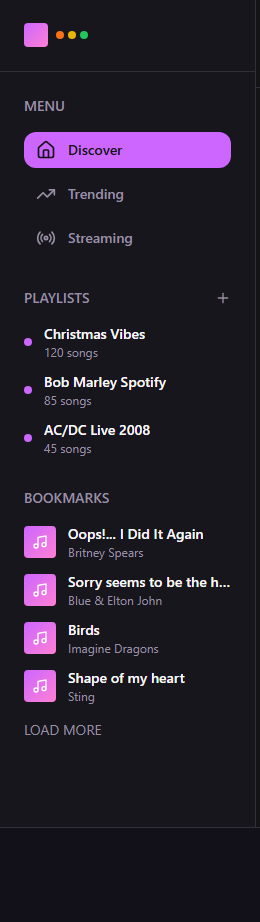 MENU
Discover
Trending
Streaming
PLAYLISTS
Christmas Vibes
120 songs
Bob Marley Spotify
85 songs
AC/DC Live 2008
45 songs
BOOKMARKS
Oops!... I Did It Again
Britney Spears
Sorry seems to be the h...
Blue & Elton John
Birds
Imagine Dragons
Shape of my heart
Sting
LOAD MORE